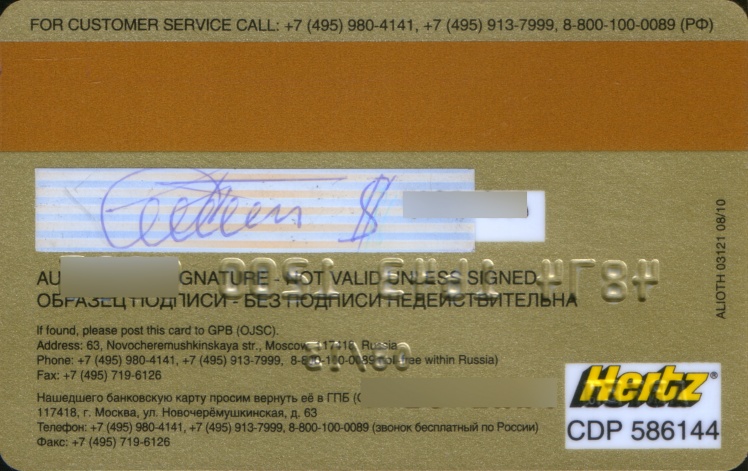 FOR CUSTOMER SERVICE CALL: +7 (495) 980-4141, +7 (495) 913-7999, 8-800-100-0089 (РФ)
$
AU GNATURE - NOT VALID UNLESS SIGNED
ОБРАЗЕЦ ПОДПИСИ - БЕЗ ПОДПИСИ НЕДЕЙСТВИТЕЛЬНА
ALIOTH 03121 08/10
If found, please post this card to GPB (OJSC).
Address: 63, Novocheremushkinskaya str., Moscow, 117418, Russia
Phone: +7 (495) 980-4141, +7 (495) 913-7999, 8-800-100-0089 free within Russia)
Fax: +7 (495) 719-6126
Нашедшего банковскую карту просим вернуть её в ГПБ (
117418, г. Москва, ул. Новочерёмушкинская, д. 63
Телефон: +7 (495) 980-4141, +7 (495) 913-7999, 8-800-100-0089 (звонок бесплатный по России)
Факс: +7 (495) 719-6126
Hertz®
CDP 586144